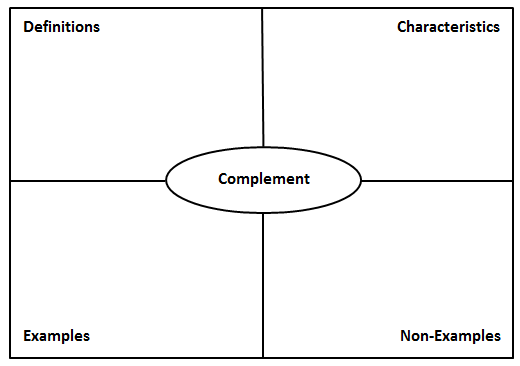 Definitions
Characteristics
Complement
Examples
Non-Examples